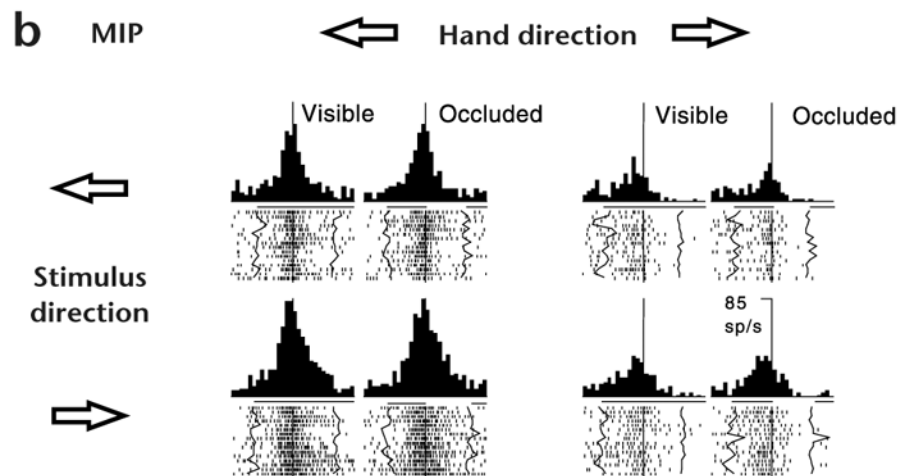 b MIP
Hand direction
Visible Occluded Visible Occluded
Stimulus
direction
85
sp/s